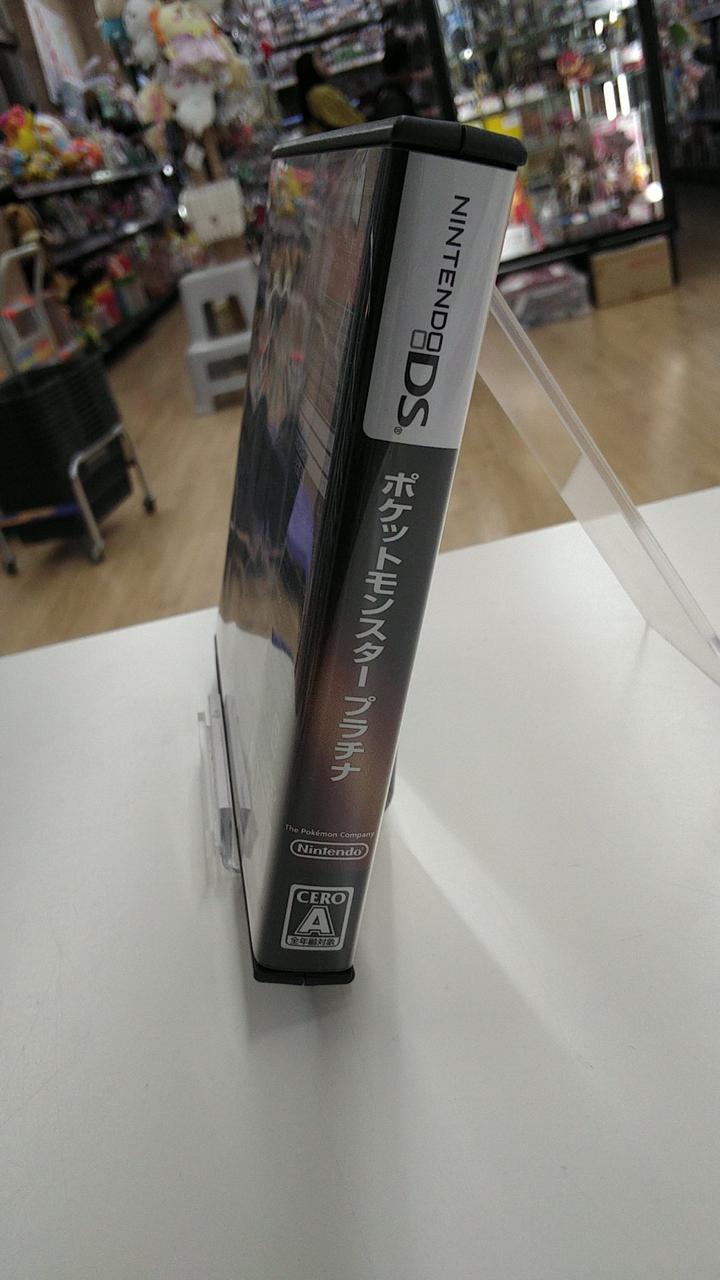 NINTENDO DS®
ポケットモンスター プラチナ
The Pokémon Company
Nintendo®
CERO
A
全年齢対象